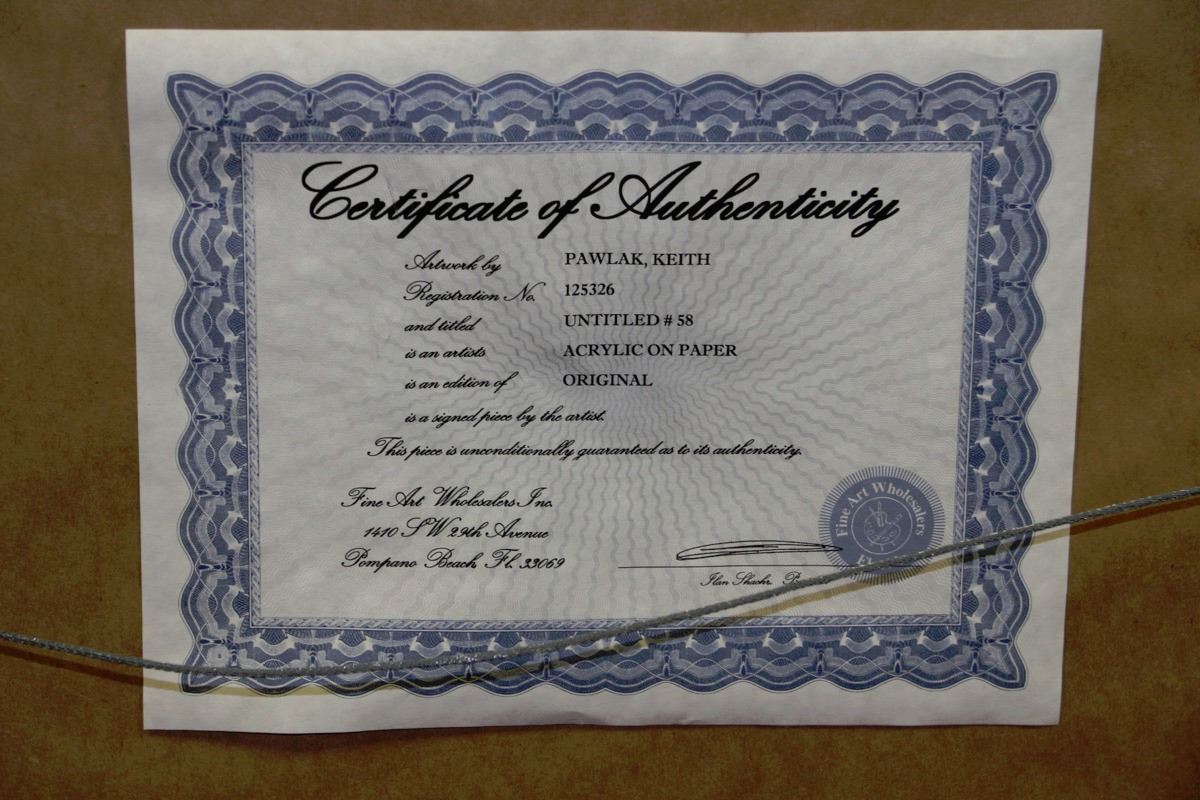 Certificate of Authenticity
Artwork by PAWLAK, KEITH
Registration No. 125326
and titled UNTITLED # 58
is an artists ACRYLIC ON PAPER
is an edition of ORIGINAL
is a signed piece by the artist.
This piece is unconditionally guaranteed as to its authenticity.
Fine Art Wholesalers Inc.
1410 SW 29th Avenue
Pompano Beach Fl. 33069
Fine Art Wholesalers
Ilan Shachr.